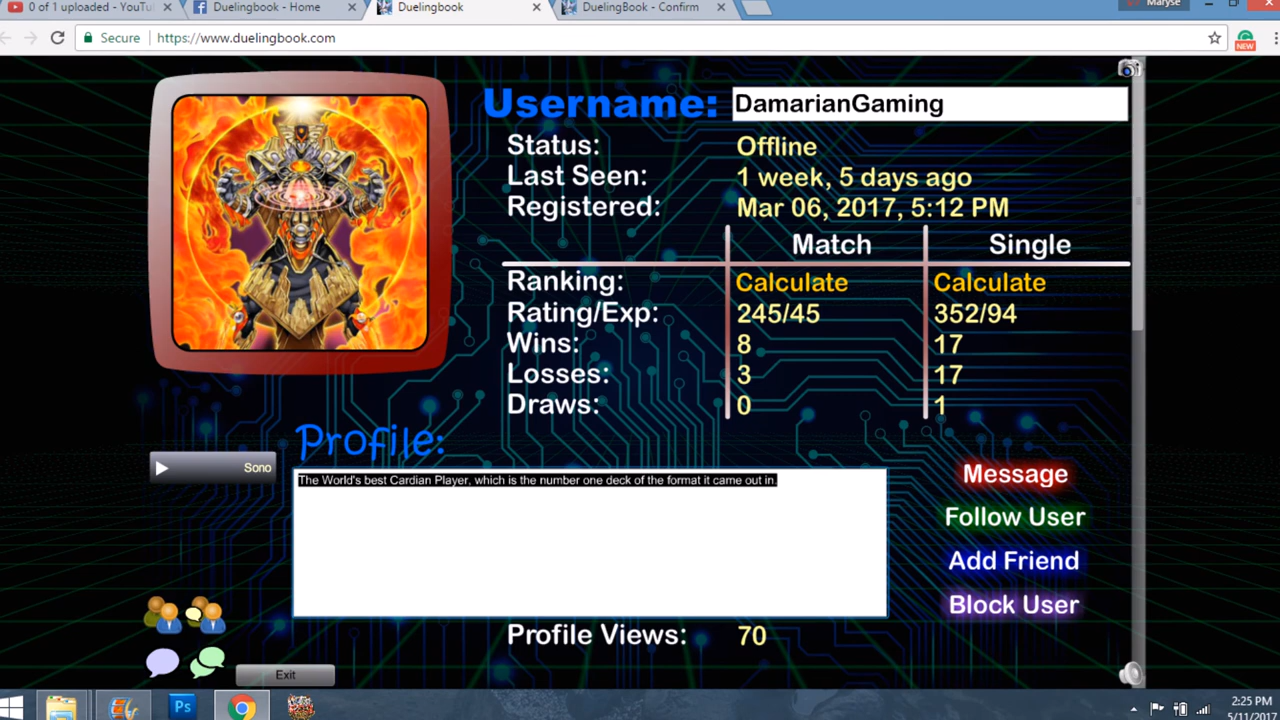 0 of 1 uploaded - YouTu
Duelingbook - Home
Duelingbook
DuelingBook - Confirm
Maryse
Secure
https://www.duelingbook.com
NEW
Username: DamarianGaming
Status: Offline
Last Seen: 1 week, 5 days ago
Registered: Mar 06, 2017, 5:12 PM
Match Single
Ranking: Calculate Calculate
Rating/Exp: 245/45 352/94
Wins: 8 17
Losses: 3 17
Draws: 0 1
Profile:
Sono
The World's best Cardian Player, which is the number one deck of the format it came out in.
Message
Follow User
Add Friend
Block User
Profile Views: 70
Exit
Ps
2:25 PM
5/11/2017